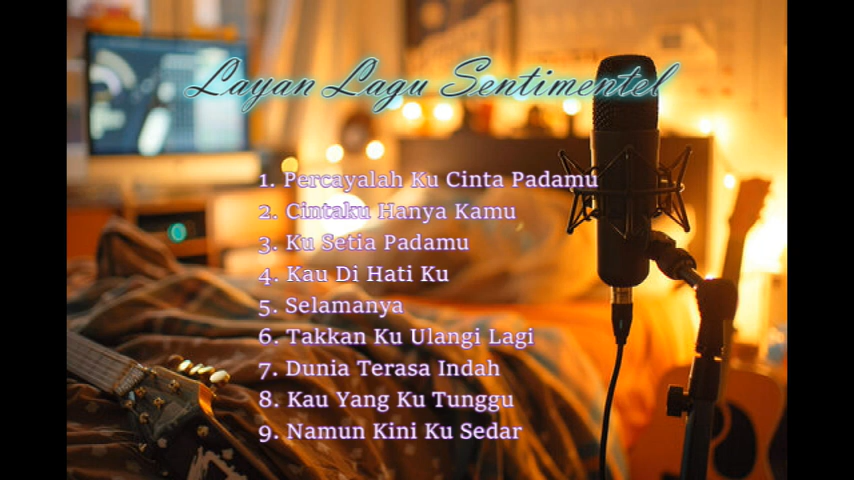 Layan Lagu Sentimentel
1. Percayalah Ku Cinta Padamu
2. Cintaku Hanya Kamu
3. Ku Setia Padamu
4. Kau Di Hati Ku
5. Selamanya
6. Takkan Ku Ulangi Lagi
7. Dunia Terasa Indah
8. Kau Yang Ku Tunggu
9. Namun Kini Ku Sedar